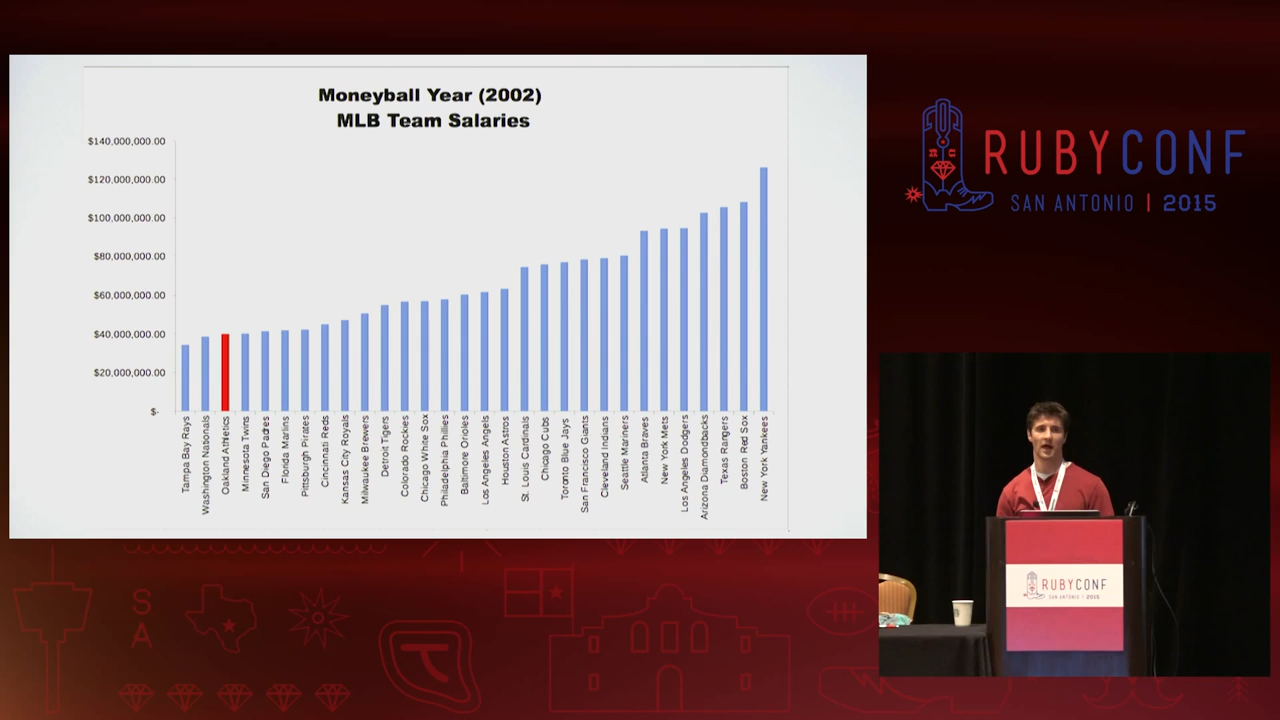 Moneyball Year (2002)
MLB Team Salaries
$140,000,000.00
$120,000,000.00
$100,000,000.00
$80,000,000.00
$60,000,000.00
$40,000,000.00
$20,000,000.00
$-
Tampa Bay Rays
Washington Nationals
Oakland Athletics
Minnesota Twins
San Diego Padres
Florida Marlins
Pittsburgh Pirates
Cincinnati Reds
Kansas City Royals
Milwaukee Brewers
Detroit Tigers
Colorado Rockies
Chicago White Sox
Philadelphia Phillies
Baltimore Orioles
Los Angeles Angels
Houston Astros
St. Louis Cardinals
Chicago Cubs
Toronto Blue Jays
San Francisco Giants
Cleveland Indians
Seattle Mariners
Atlanta Braves
New York Mets
Los Angeles Dodgers
Arizona Diamondbacks
Texas Rangers
Boston Red Sox
New York Yankees
RUBYCONF
SAN ANTONIO | 2015
RUBYCONF
SAN ANTONIO | 2015
S
A